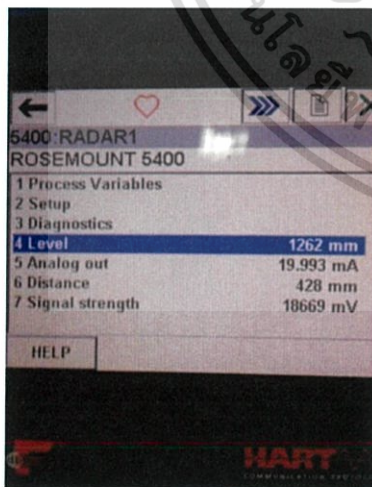 5400:RADAR1
ROSEMOUNT 5400
1 Process Variables
2 Setup
3 Diagnostics
4 Level 1262 mm
5 Analog out 19.993 mA
6 Distance 428 mm
7 Signal strength 18669 mV
HELP
HART